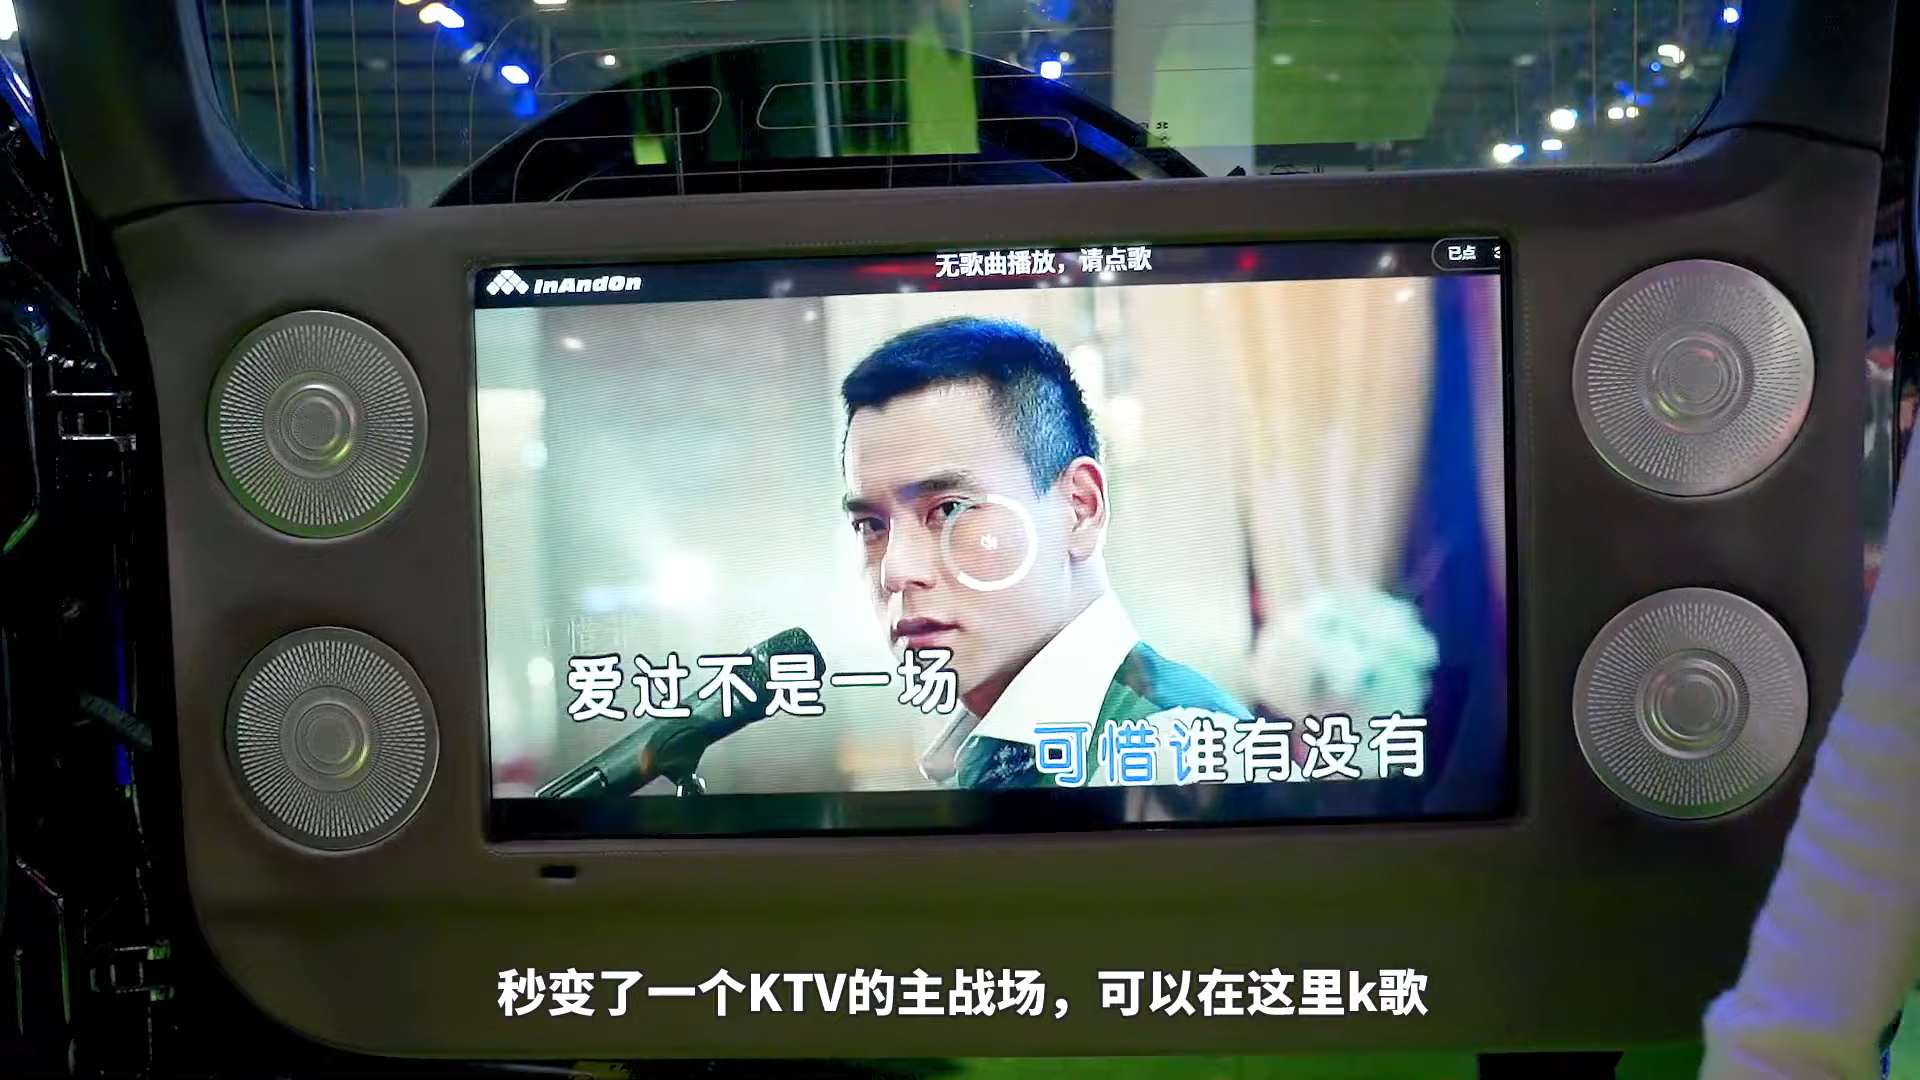 无歌曲播放，请点歌
已点
InAndOn
爱过不是一场
可惜谁有没有
秒变了一个KTV的主战场，可以在这里k歌